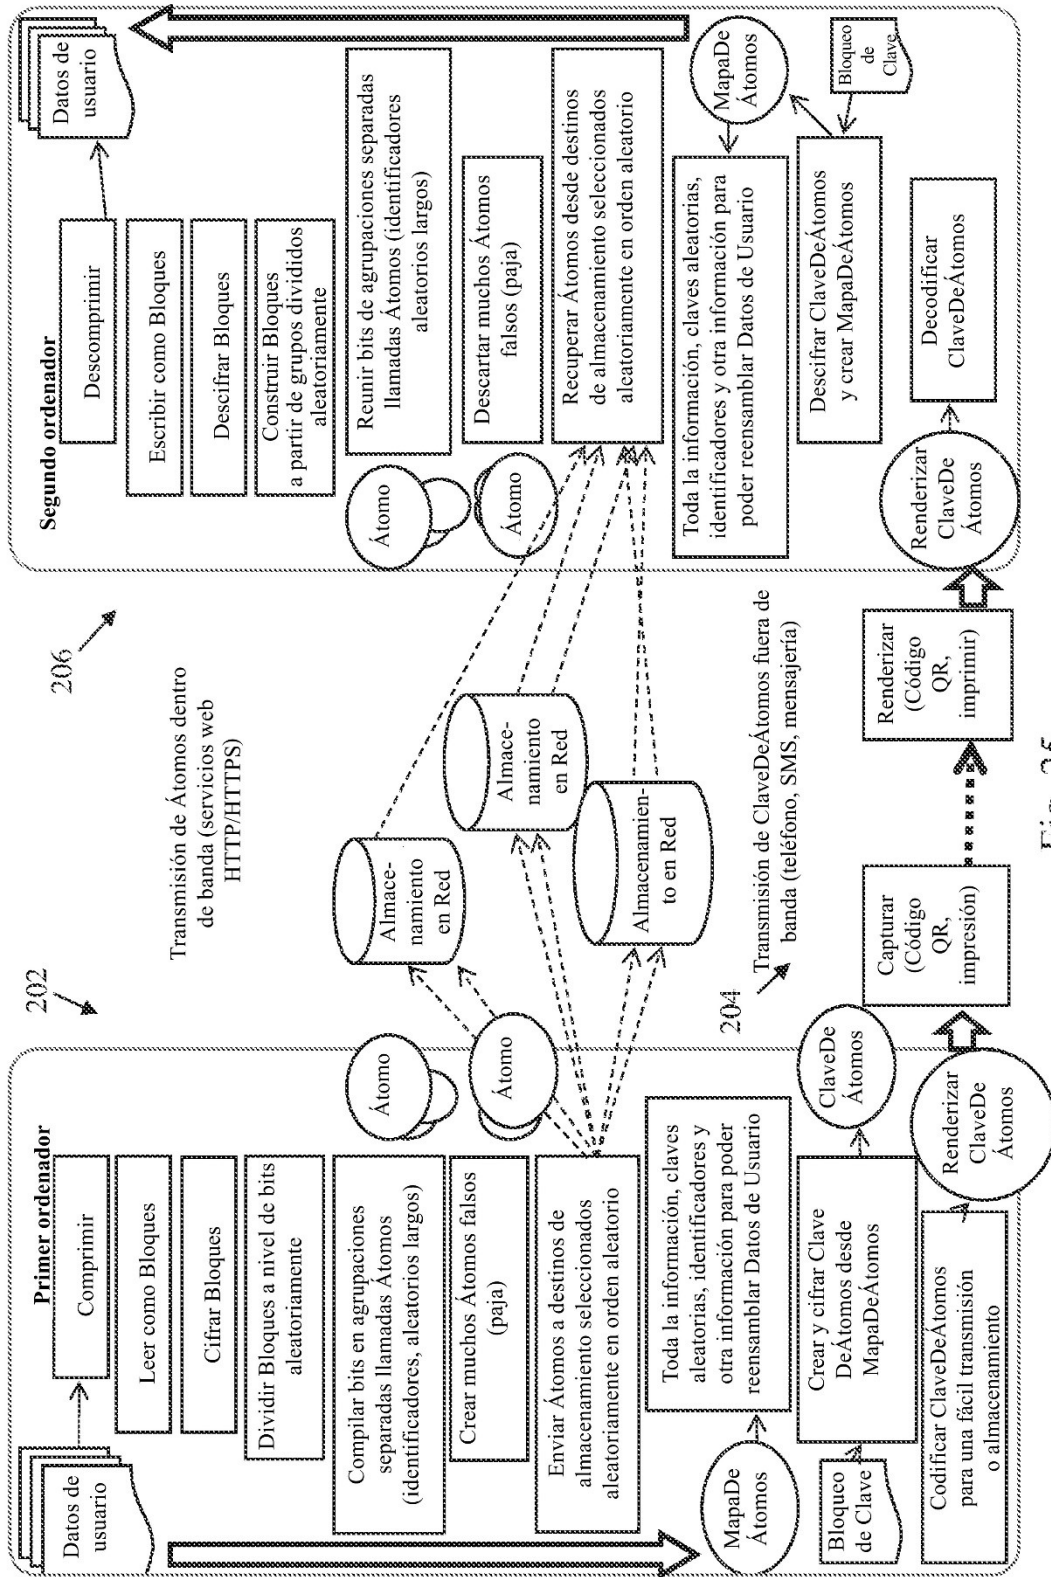 Primer ordenador
Datos de
usuario
Comprimir
Leer como Bloques
Cifrar Bloques
Dividir Bloques a nivel de bits
aleatoriamente
Compilar bits en agrupaciones
separadas llamadas Átomos
(identificadores, aleatorios largos)
Crear muchos Átomos falsos
(paja)
Enviar Átomos a destinos de
almacenamiento seleccionados
aleatoriamente en orden aleatorio
Átomo
Átomo
MapaDe
Átomos
Toda la información, claves
aleatorias, identificadores y
otra información para poder
reensamblar Datos de Usuario
Bloqueo
de Clave
Crear y cifrar Clave
DeÁtomos desde
MapaDeÁtomos
ClaveDe
Átomos
Codificar ClaveDeÁtomos
para una fácil transmisión
o almacenamiento
Renderizar
ClaveDe
Átomos
202
Transmisión de Átomos dentro
de banda (servicios web
HTTP/HTTPS)
206
Almace-
namiento
en Red
Almace-
namiento
en Red
Almacenamien-
to en Red
204
Transmisión de ClaveDeÁtomos fuera de
banda (teléfono, SMS, mensajería)
Capturar
(Código
QR,
impresión)
Renderizar
(Código
QR,
imprimir)
Segundo ordenador
Datos de
usuario
Descomprimir
Escribir como Bloques
Descifrar Bloques
Construir Bloques
a partir de grupos divididos
aleatoriamente
Reunir bits de agrupaciones separadas
llamadas Átomos (identificadores
aleatorios largos)
Descartar muchos Átomos
falsos (paja)
Recuperar Átomos desde destinos
de almacenamiento seleccionado
aleatoriamente en orden aleatorio
Átomo
Átomo
MapaDe
Átomos
Toda la información, claves aleatorias,
identificadores y otra información para
poder reensamblar Datos de Usuario
Bloqueo
de
Clave
Descifrar ClaveDeÁtomos
y crear MapaDeÁtomos
Decodificar
ClaveDeÁtomos
Renderizar
ClaveDe
Átomos